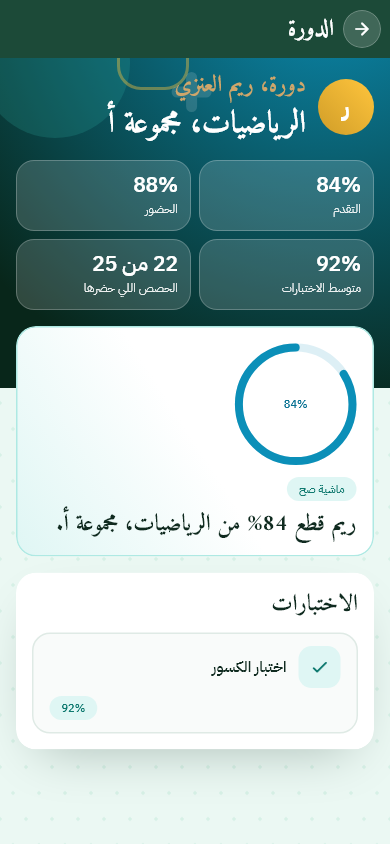 الدورة
دورة، ريم العنزي
ر
الرياضيات، مجموعة أ
84%
التقدم
88%
الحضور
92%
متوسط الاختبارات
22 من 25
الحصص اللي حضرها
84%
ماشية صح
ريم قطع 84% من الرياضيات، مجموعة أ.
الاختبارات
اختبار الكسور
92%